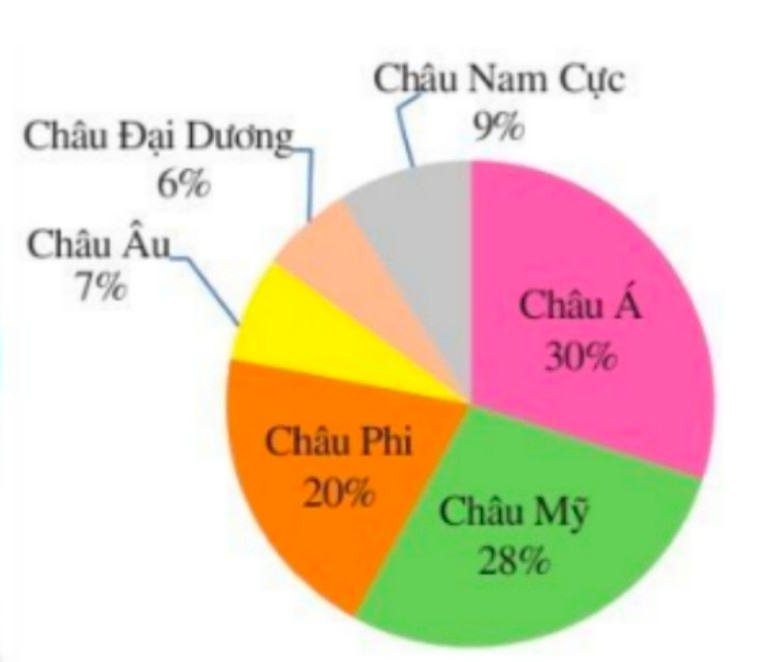 Châu Nam Cực
9%
Châu Đại Dương
6%
Châu Âu
7%
Châu Á
30%
Châu Phi
20%
Châu Mỹ
28%